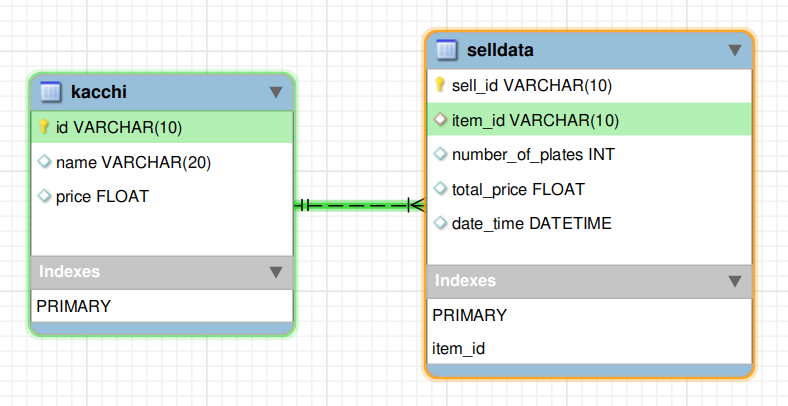 kacchi
id VARCHAR(10)
name VARCHAR(20)
price FLOAT
Indexes
PRIMARY
selldata
sell_id VARCHAR(10)
item_id VARCHAR(10)
number_of_plates INT
total_price FLOAT
date_time DATETIME
Indexes
PRIMARY
item_id